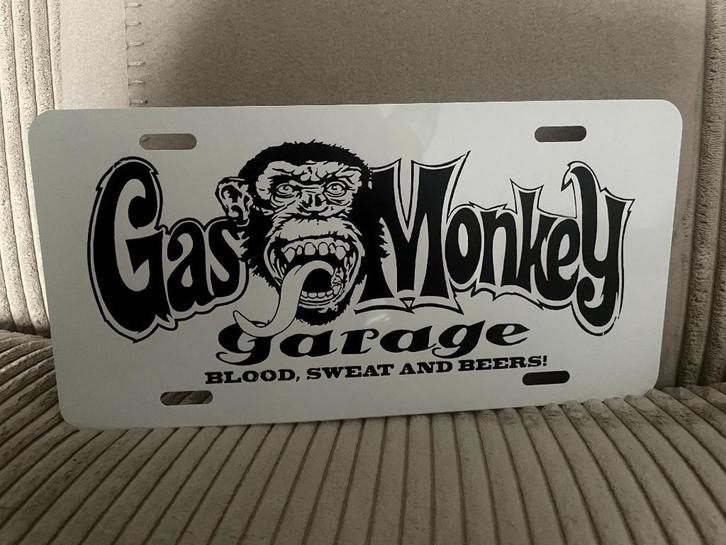 Gas Monkey
garage
BLOOD, SWEAT AND BEERS!